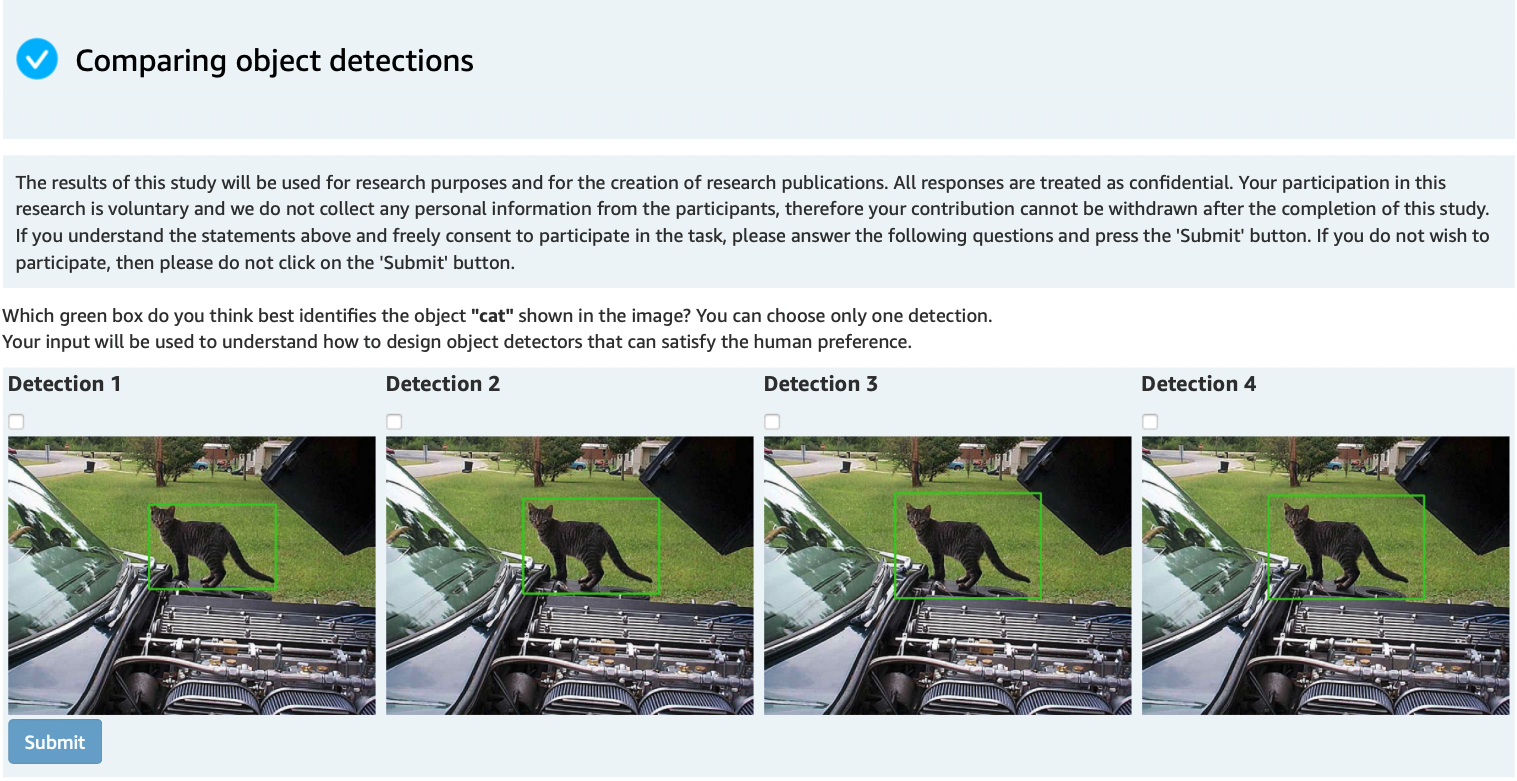 Comparing object detections
The results of this study will be used for research purposes and for the creation of research publications. All responses are treated as confidential. Your participation in this
research is voluntary and we do not collect any personal information from the participants, therefore your contribution cannot be withdrawn after the completion of this study.
If you understand the statements above and freely consent to participate in the task, please answer the following questions and press the 'Submit' button. If you do not wish to
participate, then please do not click on the 'Submit' button.
Which green box do you think best identifies the object "cat" shown in the image? You can choose only one detection.
Your input will be used to understand how to design object detectors that can satisfy the human preference.
Detection 1
Detection 2
Detection 3
Detection 4
Submit